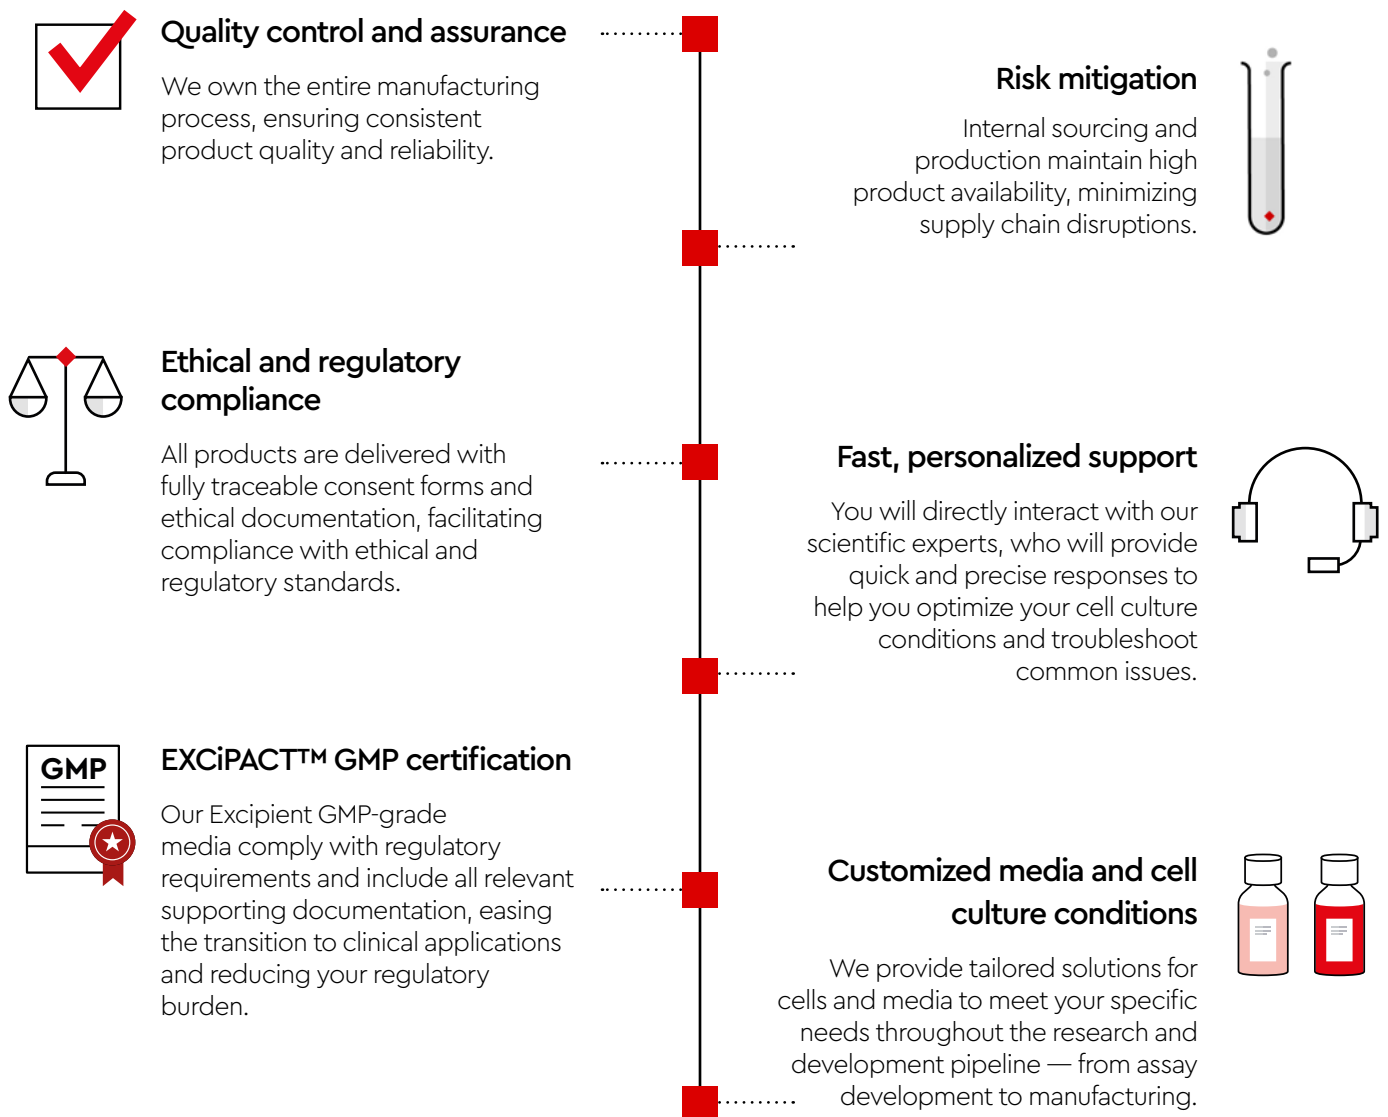 Quality control and assurance
We own the entire manufacturing
process, ensuring consistent
product quality and reliability.
Risk mitigation
Internal sourcing and
production maintain high
product availability, minimizing
supply chain disruptions.
Ethical and regulatory
compliance
All products are delivered with
fully traceable consent forms and
ethical documentation, facilitating
compliance with ethical and
regulatory standards.
Fast, personalized support
You will directly interact with our
scientific experts, who will provide
quick and precise responses to
help you optimize your cell culture
conditions and troubleshoot
common issues.
GMP
EXCiPACT™ GMP certification
Our Excipient GMP-grade
media comply with regulatory
requirements and include all relevant
supporting documentation, easing
the transition to clinical applications
and reducing your regulatory
burden.
Customized media and cell
culture conditions
We provide tailored solutions for
cells and media to meet your specific
needs throughout the research and
development pipeline — from assay
development to manufacturing.